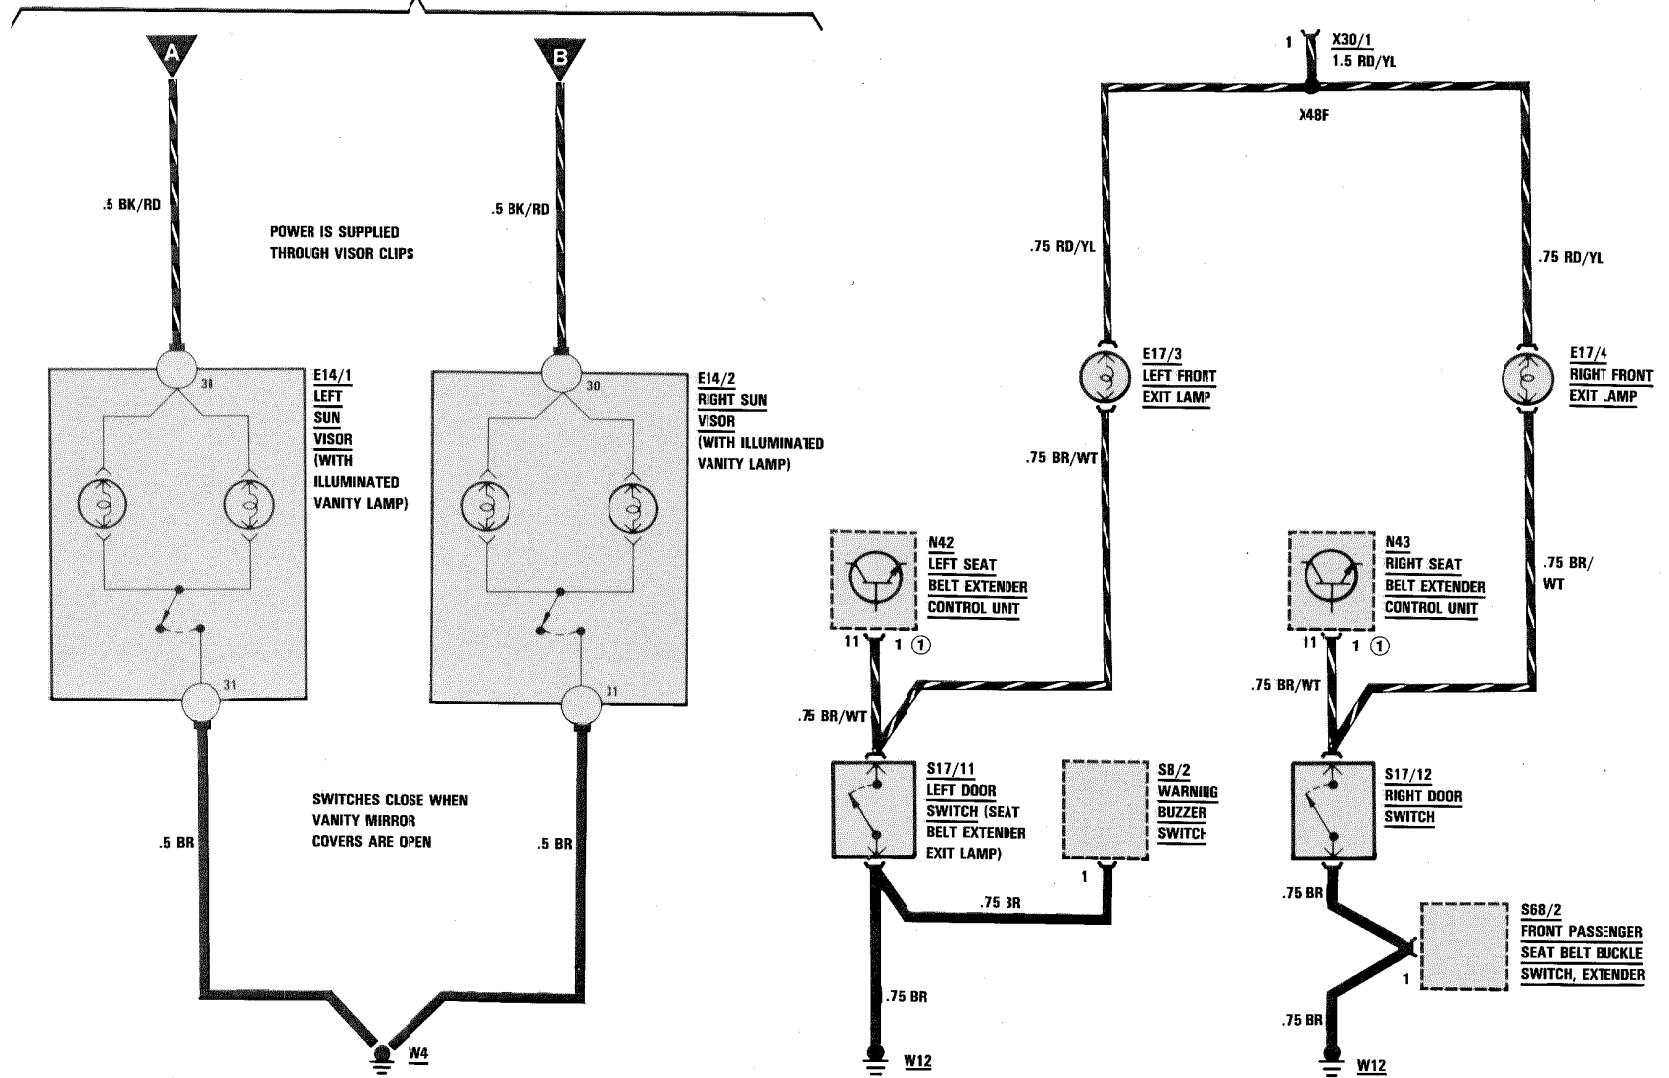 A
B
.5 BK/RD
.5 BK/RD
POWER IS SUPPLIED
THROUGH VISOR CLIPS
30
E14/1
LEFT
SUN
VISOR
(WITH
ILLUMINATED
VANITY LAMP)
31
30
E14/2
RIGHT SUN
VISOR
(WITH ILLUMINATED
VANITY LAMP)
31
SWITCHES CLOSE WHEN
VANITY MIRROR
COVERS ARE OPEN
.5 BR
.5 BR
W4
1
X30/1
1.5 RD/YL
X48F
.75 RD/YL
.75 RD/YL
E17/3
LEFT FRONT
EXIT LAMP
E17/4
RIGHT FRONT
EXIT LAMP
.75 BR/WT
.75 BR/
WT
N42
LEFT SEAT
BELT EXTENDER
CONTROL UNIT
11
1 ①
N43
RIGHT SEAT
BELT EXTENDER
CONTROL UNIT
11
1 ①
.75 BR/WT
.75 BR/WT
S17/11
LEFT DOOR
SWITCH (SEAT
BELT EXTENDER
EXIT LAMP)
S8/2
WARNING
BUZZER
SWITCH
1
S17/12
RIGHT DOOR
SWITCH
.75 BR
.75 BR
S68/2
FRONT PASSENGER
SEAT BELT BUCKLE
SWITCH, EXTENDER
1
.75 BR
.75 BR
W12
W12